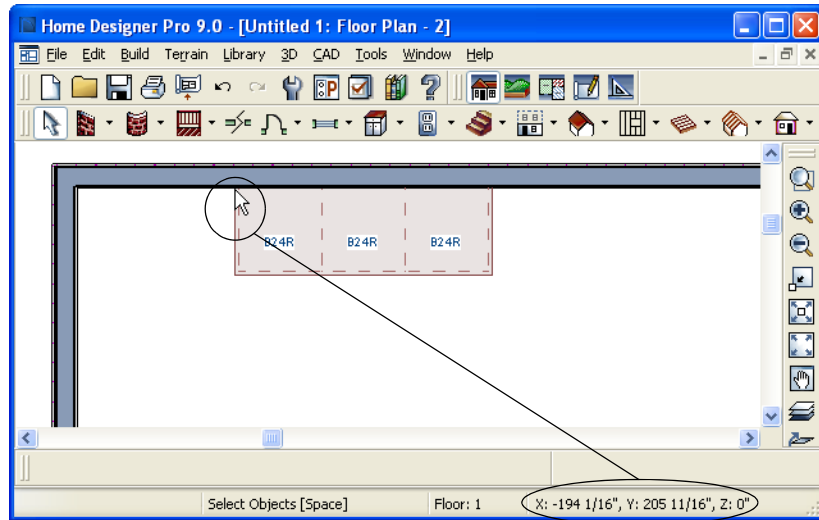 Home Designer Pro 9.0 - [Untitled 1: Floor Plan - 2]
File Edit Build Terrain Library 3D CAD Tools Window Help
B24R B24R B24R
Select Objects [Space] Floor: 1 X: -194 1/16", Y: 205 11/16", Z: 0"